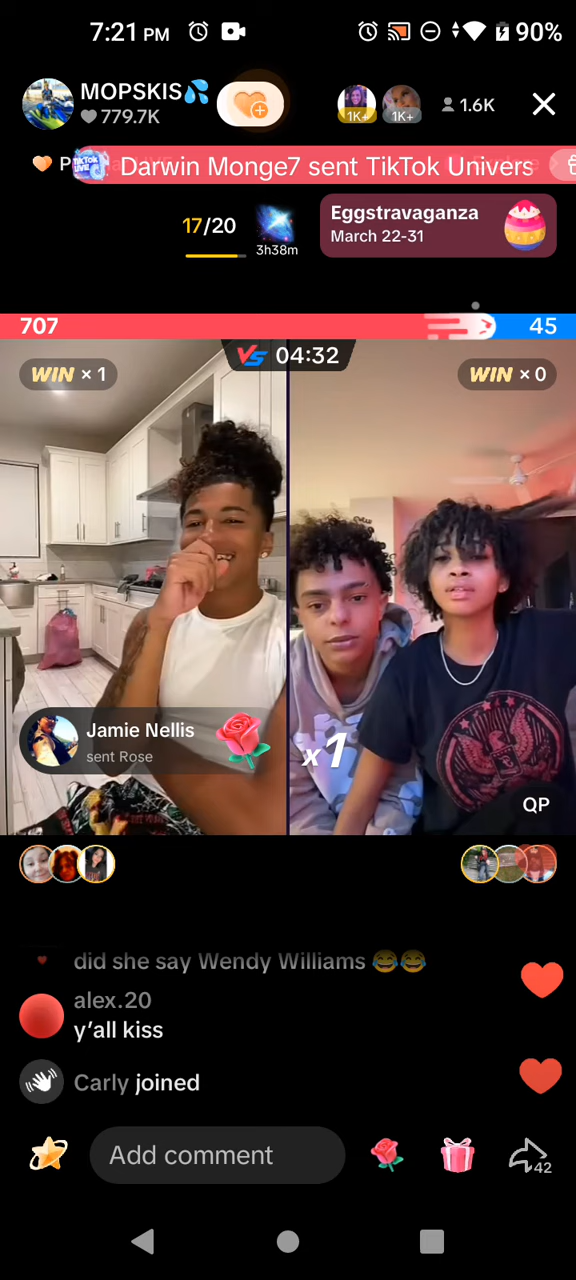 7:21 PM
90%
MOPSKIS💦
779.7K
1K+
1K+
1.6K
Darwin Monge7 sent TikTok Univers
17/20
3h38m
Eggstravaganza
March 22-31
707
45
VS 04:32
WIN × 1
WIN × 0
Jamie Nellis
sent Rose
x1
QP
did she say Wendy Williams 😂😂
alex.20
y'all kiss
Carly joined
Add comment
42